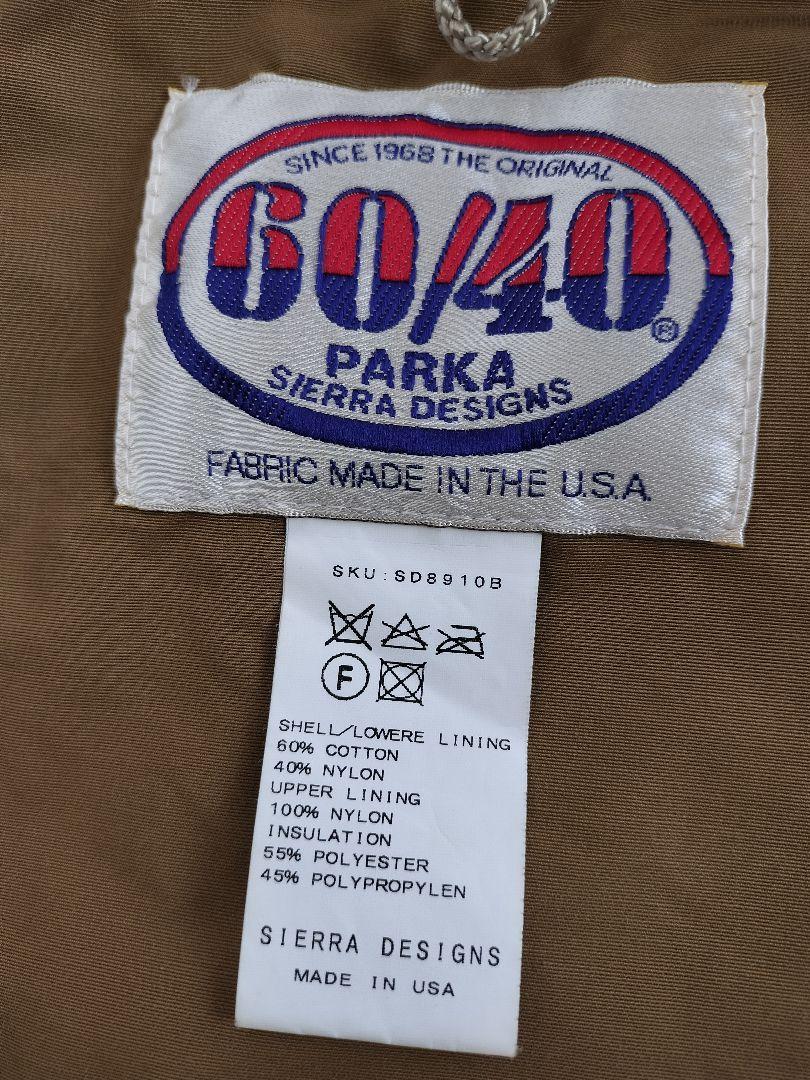 SINCE 1968 THE ORIGINAL
60/40®
PARKA
SIERRA DESIGNS
FABRIC MADE IN THE U.S.A.
SKU:SD8910B
F
SHELL/LOWERE LINING
60% COTTON
40% NYLON
UPPER LINING
100% NYLON
INSULATION
55% POLYESTER
45% POLYPROPYLEN
SIERRA DESIGNS
MADE IN USA